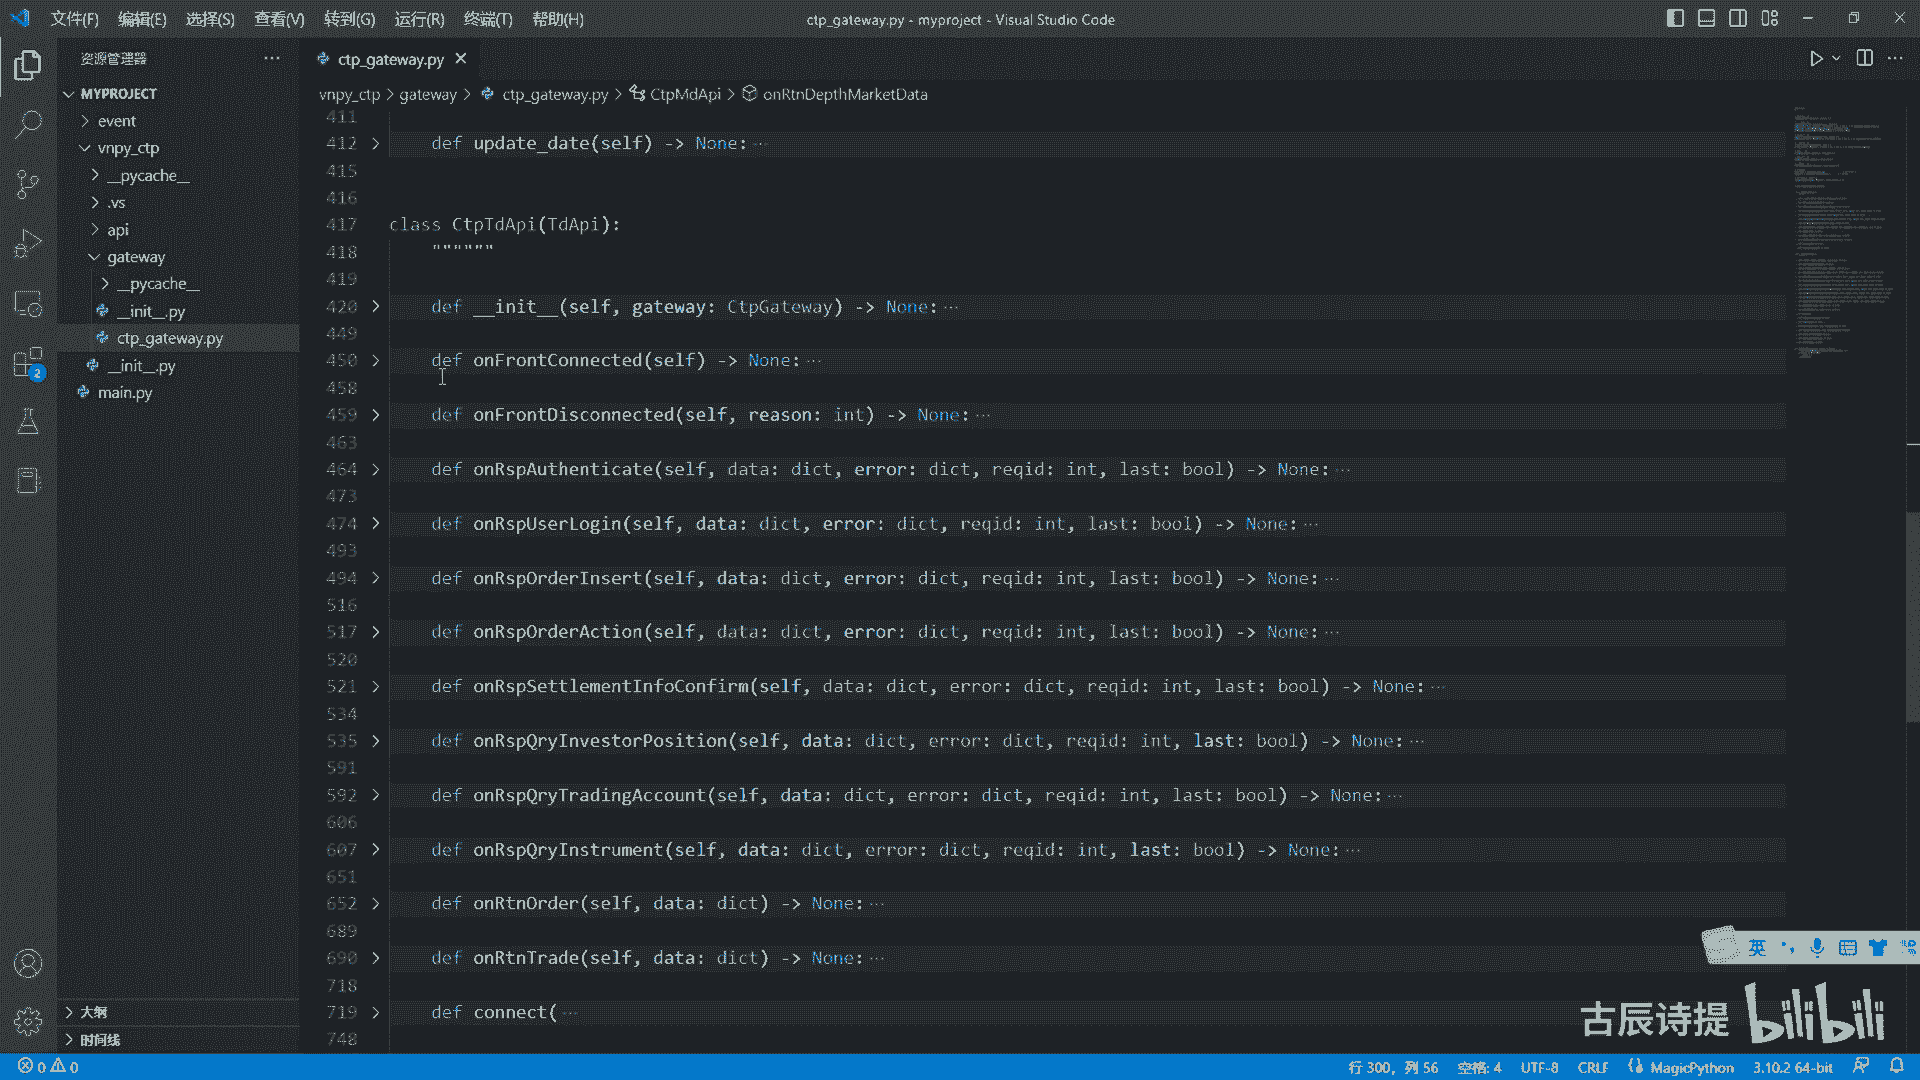 文件(F) 编辑(E) 选择(S) 查看(V) 转到(G) 运行(R) 终端(T) 帮助(H)
ctp_gateway.py - myproject - Visual Studio Code
资源管理器
ctp_gateway.py
MYPROJECT
event
vnpy_ctp
__pycache__
.vs
api
gateway
__pycache__
__init__.py
ctp_gateway.py
__init__.py
main.py
大纲
时间线
2
vnpy_ctp > gateway > ctp_gateway.py > CtpMdApi > onRtnDepthMarketData
411
412 def update_date(self) -> None:…
415
416
417 class CtpTdApi(TdApi):
418 """"""
419
420 def __init__(self, gateway: CtpGateway) -> None:…
449
450 def onFrontConnected(self) -> None:…
458
459 def onFrontDisconnected(self, reason: int) -> None:…
463
464 def onRspAuthenticate(self, data: dict, error: dict, reqid: int, last: bool) -> None:…
473
474 def onRspUserLogin(self, data: dict, error: dict, reqid: int, last: bool) -> None:…
493
494 def onRspOrderInsert(self, data: dict, error: dict, reqid: int, last: bool) -> None:…
516
517 def onRspOrderAction(self, data: dict, error: dict, reqid: int, last: bool) -> None:…
520
521 def onRspSettlementInfoConfirm(self, data: dict, error: dict, reqid: int, last: bool) -> None:…
534
535 def onRspQryInvestorPosition(self, data: dict, error: dict, reqid: int, last: bool) -> None:…
591
592 def onRspQryTradingAccount(self, data: dict, error: dict, reqid: int, last: bool) -> None:…
606
607 def onRspQryInstrument(self, data: dict, error: dict, reqid: int, last: bool) -> None:…
651
652 def onRtnOrder(self, data: dict) -> None:…
689
690 def onRtnTrade(self, data: dict) -> None:…
718
719 def connect(…
748
英
古辰诗提 bilibili
0 0
行 300，列 56 空格: 4 UTF-8 CRLF MagicPython 3.10.2 64-bit